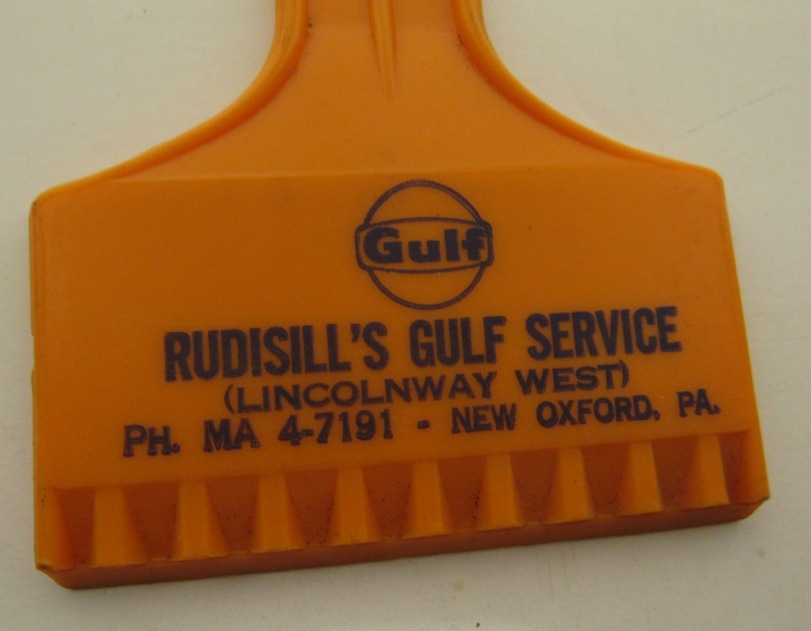 Gulf
RUDISILL'S GULF SERVICE
(LINCOLNWAY WEST)
PH. MA 4-7191 - NEW OXFORD, PA.